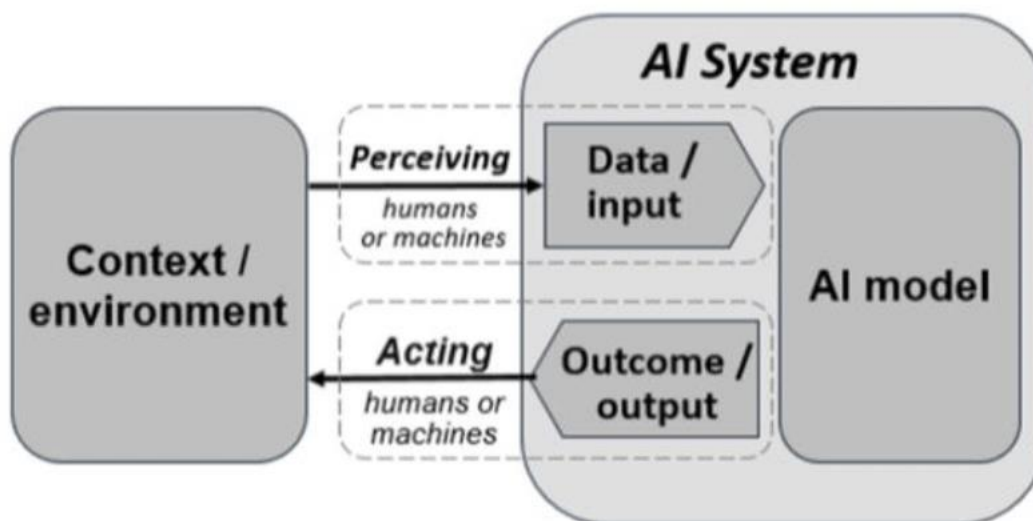 AI System
Perceiving
humans
or machines
Data /
input
Context /
environment
AI model
Acting
humans or
machines
Outcome /
output